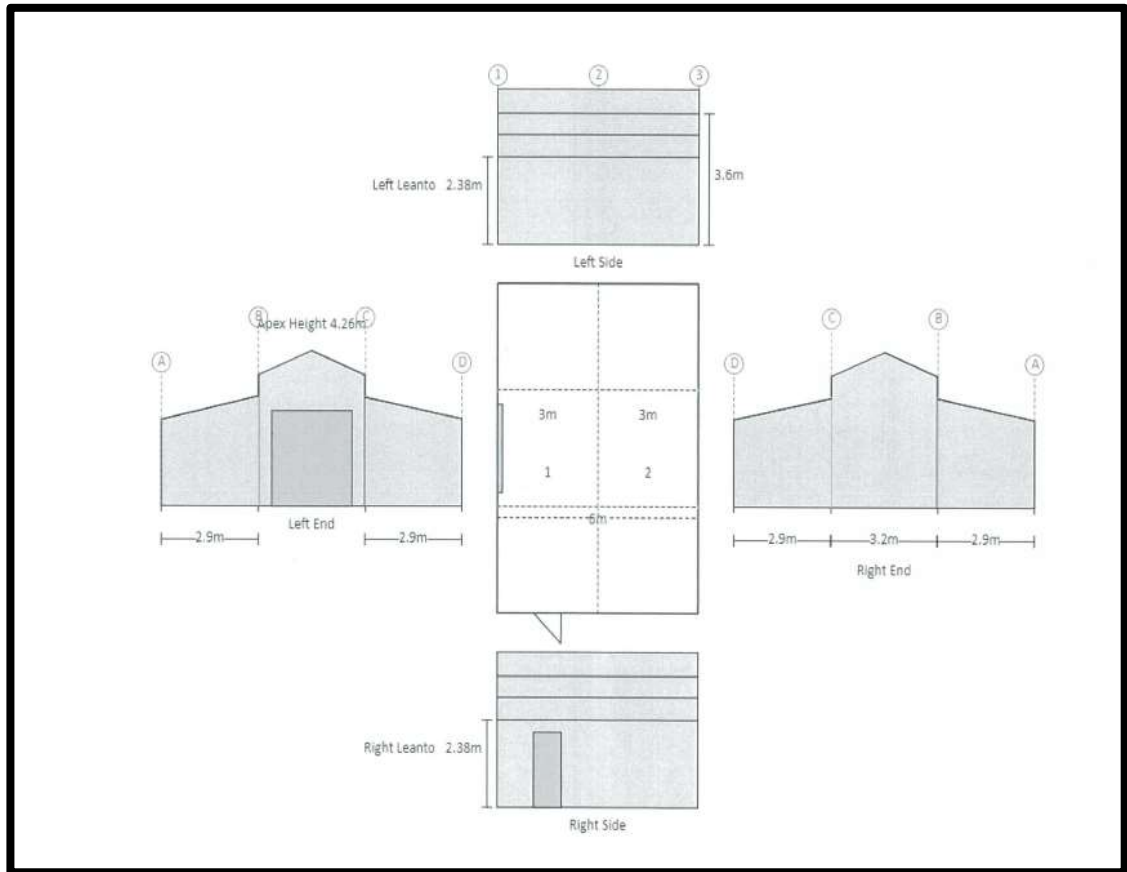 1 2 3
Left Leanto 2.38m
3.6m
Left Side
B C
Apex Height 4.26m
A D
Left End
2.9m 2.9m
3m 3m
1 2
6m
C B
D A
2.9m 3.2m 2.9m
Right End
Right Leanto 2.38m
Right Side